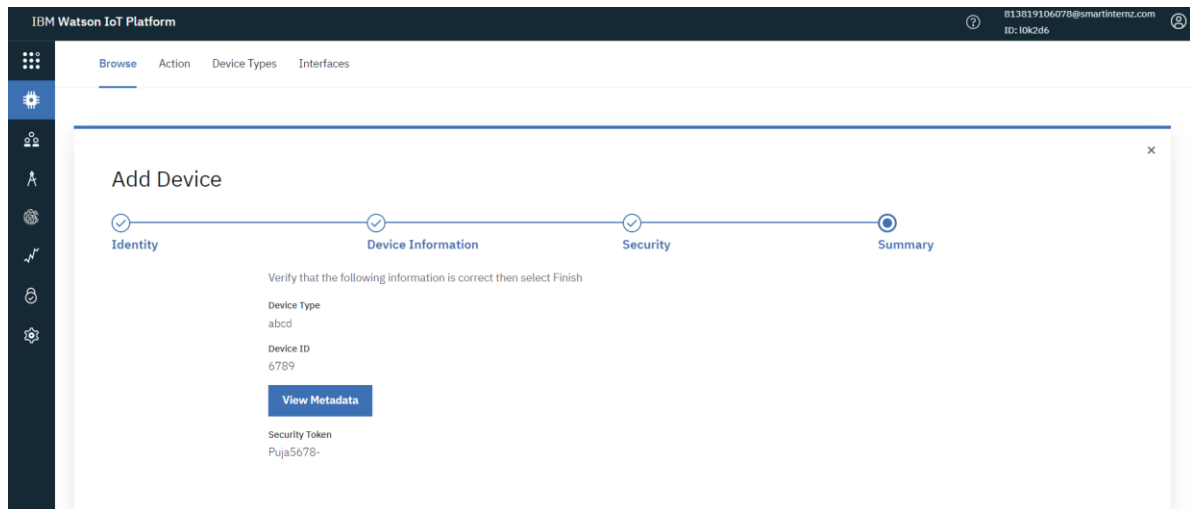 IBM Watson IoT Platform
813819106078@smartinternz.com
ID: l0k2d6
Browse Action Device Types Interfaces
Add Device
Identity Device Information Security Summary
Verify that the following information is correct then select Finish
Device Type
abcd
Device ID
6789
View Metadata
Security Token
Puja5678-